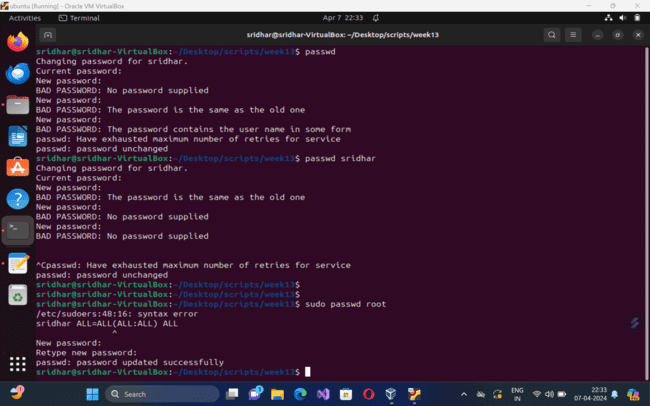 ubuntu [Running] - Oracle VM VirtualBox
Activities Terminal Apr 7 22:33
sridhar@sridhar-VirtualBox: ~/Desktop/scripts/week13
sridhar@sridhar-VirtualBox:~/Desktop/scripts/week13$ passwd
Changing password for sridhar.
Current password:
New password:
BAD PASSWORD: No password supplied
New password:
BAD PASSWORD: The password is the same as the old one
New password:
BAD PASSWORD: The password contains the user name in some form
passwd: Have exhausted maximum number of retries for service
passwd: password unchanged
sridhar@sridhar-VirtualBox:~/Desktop/scripts/week13$ passwd sridhar
Changing password for sridhar.
Current password:
New password:
BAD PASSWORD: The password is the same as the old one
New password:
BAD PASSWORD: No password supplied
New password:
BAD PASSWORD: No password supplied
^Cpasswd: Have exhausted maximum number of retries for service
passwd: password unchanged
sridhar@sridhar-VirtualBox:~/Desktop/scripts/week13$
sridhar@sridhar-VirtualBox:~/Desktop/scripts/week13$
sridhar@sridhar-VirtualBox:~/Desktop/scripts/week13$ sudo passwd root
/etc/sudoers:48:16: syntax error
sridhar ALL=ALL(ALL:ALL) ALL
^
New password:
Retype new password:
passwd: password updated successfully
sridhar@sridhar-VirtualBox:~/Desktop/scripts/week13$
Search
ENG
IN
22:33
07-04-2024